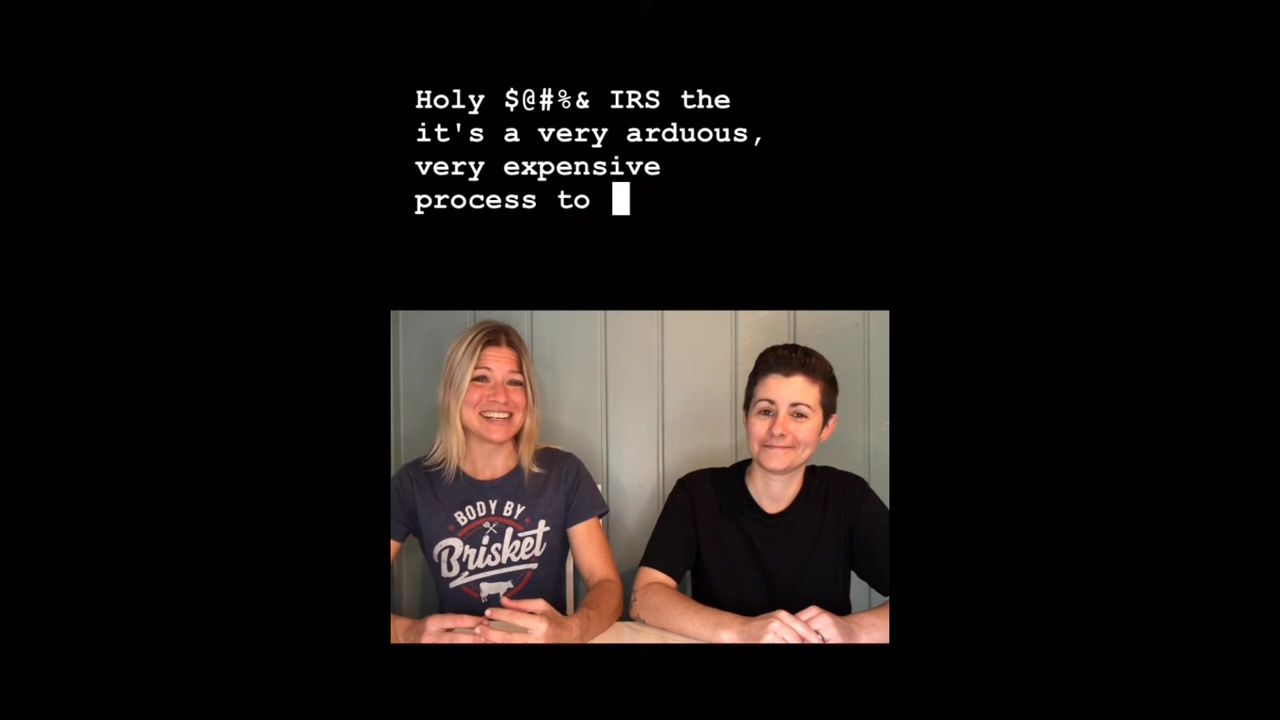 Holy $@#%& IRS the
it's a very arduous,
very expensive
process to
BODY BY
Brisket